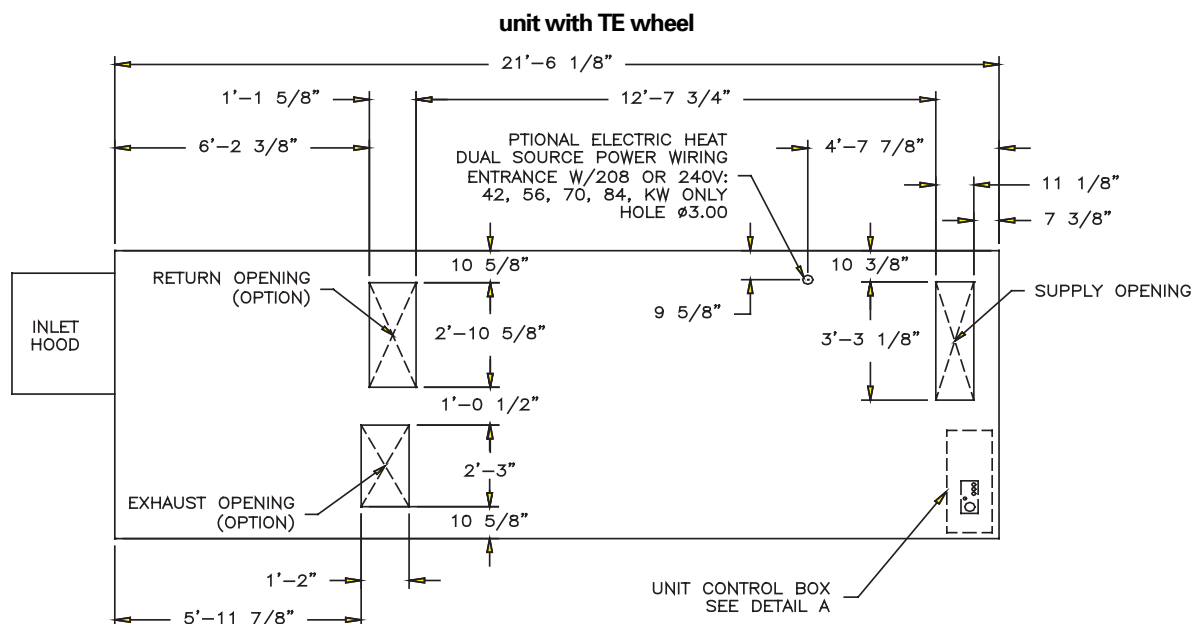 unit with TE wheel
21'-6 1/8"
1'-1 5/8"
12'-7 3/4"
6'-2 3/8"
PTIONAL ELECTRIC HEAT
DUAL SOURCE POWER WIRING
ENTRANCE W/208 OR 240V:
42, 56, 70, 84, KW ONLY
HOLE ø3.00
4'-7 7/8"
11 1/8"
7 3/8"
10 5/8"
10 3/8"
RETURN OPENING
(OPTION)
SUPPLY OPENING
9 5/8"
INLET
HOOD
2'-10 5/8"
3'-3 1/8"
1'-0 1/2"
2'-3"
EXHAUST OPENING
(OPTION)
10 5/8"
1'-2"
UNIT CONTROL BOX
SEE DETAIL A
5'-11 7/8"